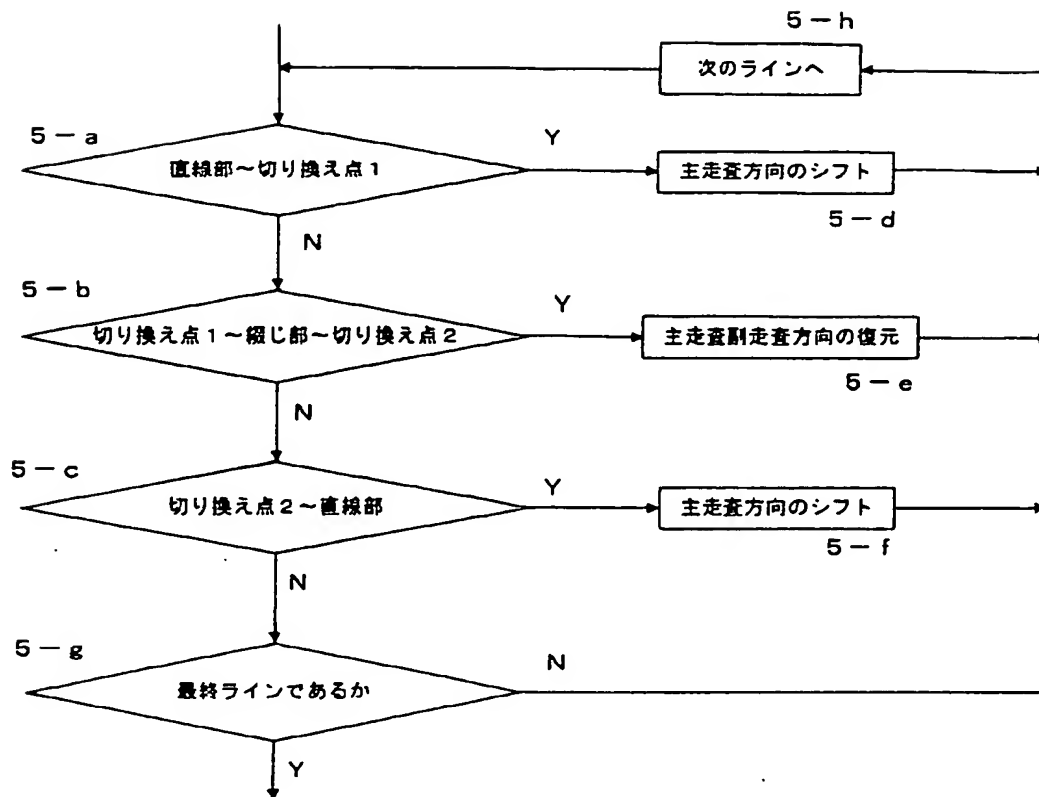 5－h
次のラインへ
5－a
直線部～切り換え点1
Y
主走査方向のシフト
5－d
N
5－b
切り換え点1～綴じ部～切り換え点2
Y
主走査副走査方向の復元
5－e
N
5－c
切り換え点2～直線部
Y
主走査方向のシフト
5－f
N
5－g
最終ラインであるか
N
Y